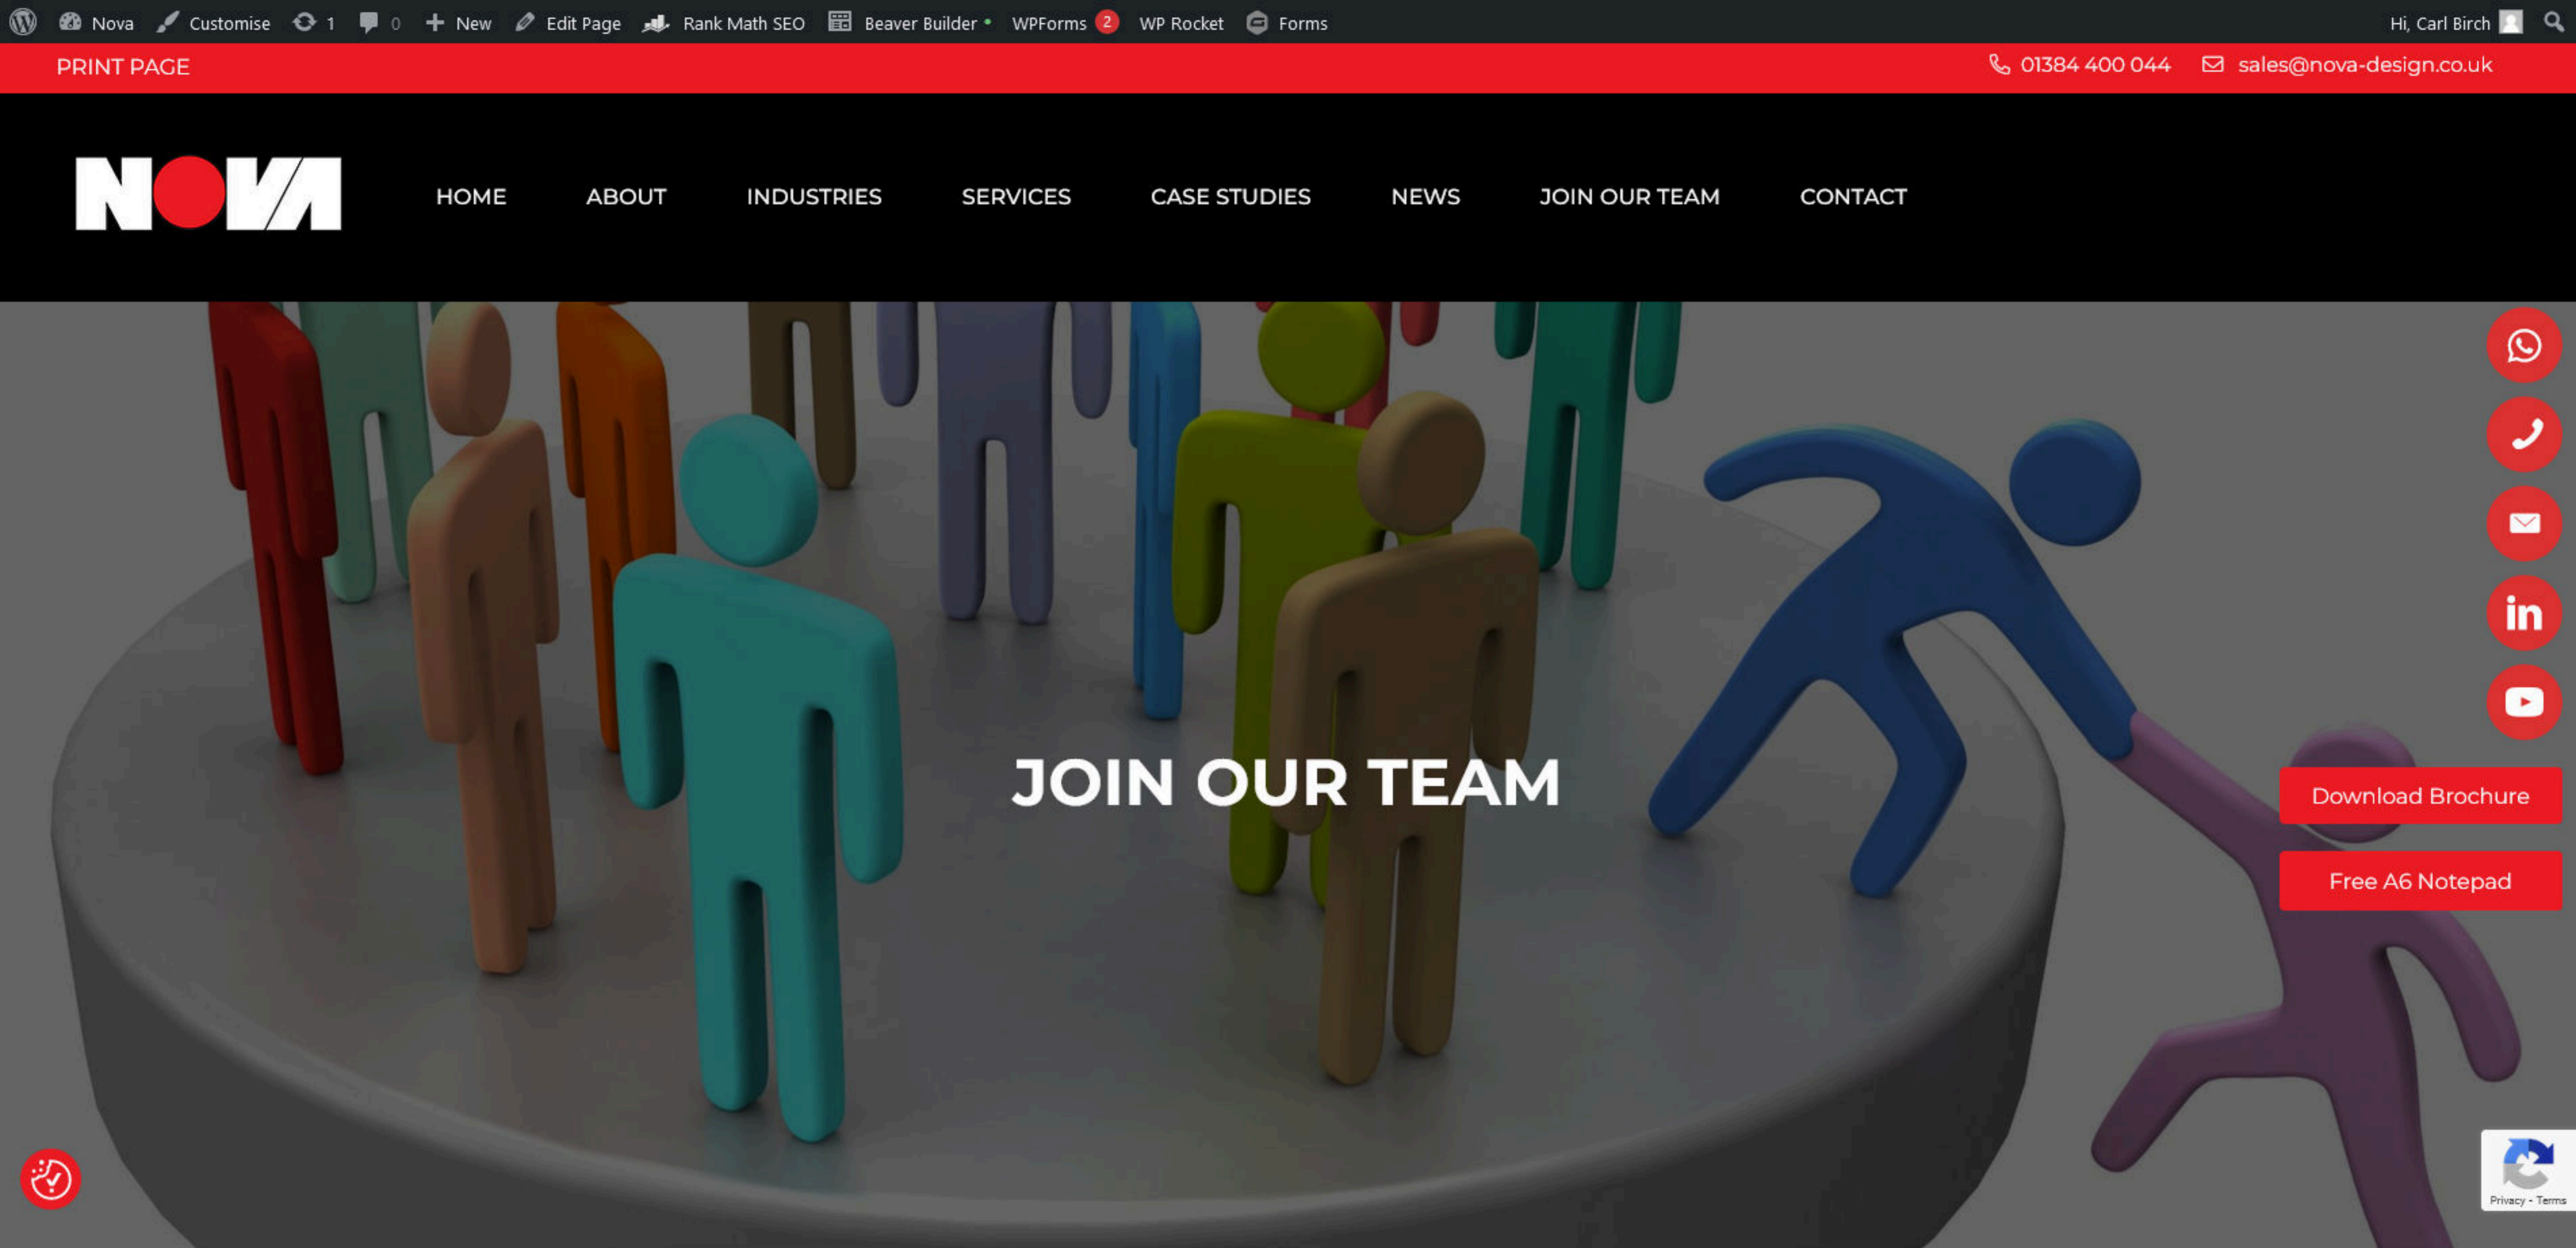 Nova Customise 1 0 New Edit Page Rank Math SEO Beaver Builder • WPForms 2 WP Rocket Forms Hi, Carl Birch
PRINT PAGE 01384 400 044 sales@nova-design.co.uk
NOVA HOME ABOUT INDUSTRIES SERVICES CASE STUDIES NEWS JOIN OUR TEAM CONTACT
in
JOIN OUR TEAM
Download Brochure
Free A6 Notepad
Privacy - Terms